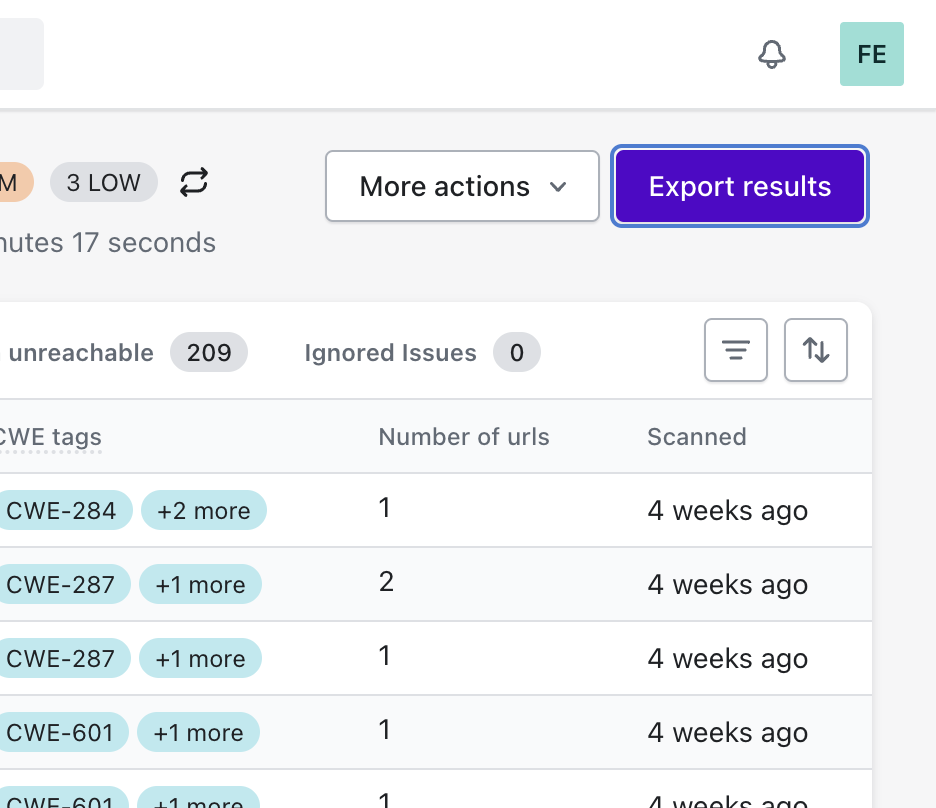 FE
M
3 LOW
More actions
Export results
nutes 17 seconds
unreachable 209
Ignored Issues 0
CWE tags
Number of urls
Scanned
CWE-284 +2 more 1 4 weeks ago
CWE-287 +1 more 2 4 weeks ago
CWE-287 +1 more 1 4 weeks ago
CWE-601 +1 more 1 4 weeks ago
CWE-601 +1 more 1 4 weeks ago